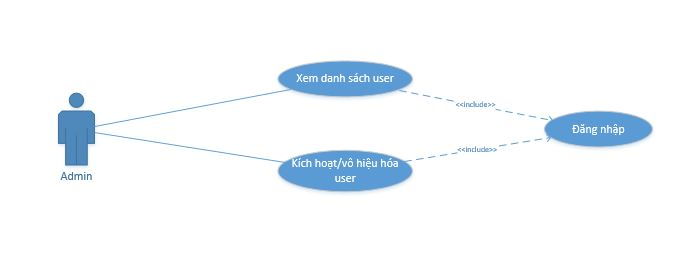 Xem danh sách user
<<include>>
Đăng nhập
<<include>>
Kích hoạt/vô hiệu hóa
user
Admin